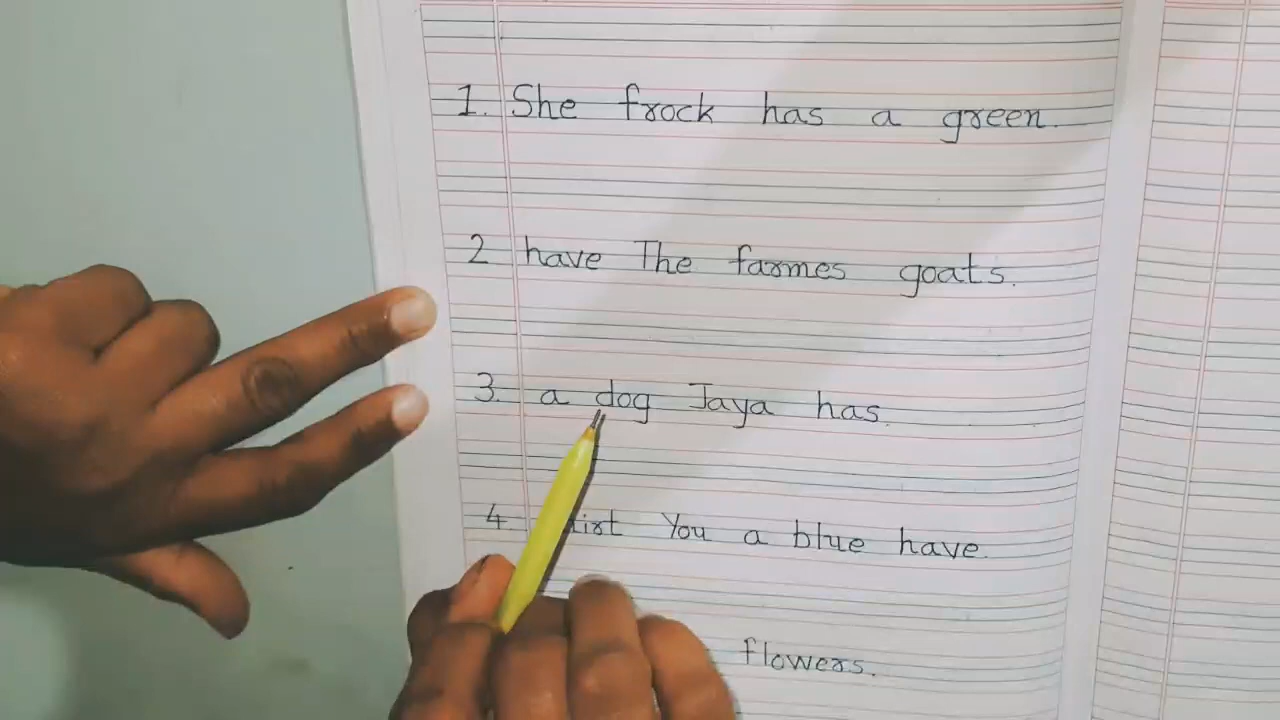 1. She frock has a green.
2 have The farmes goats.
3. a dog Jaya has.
4 You a blue have.
flowers.